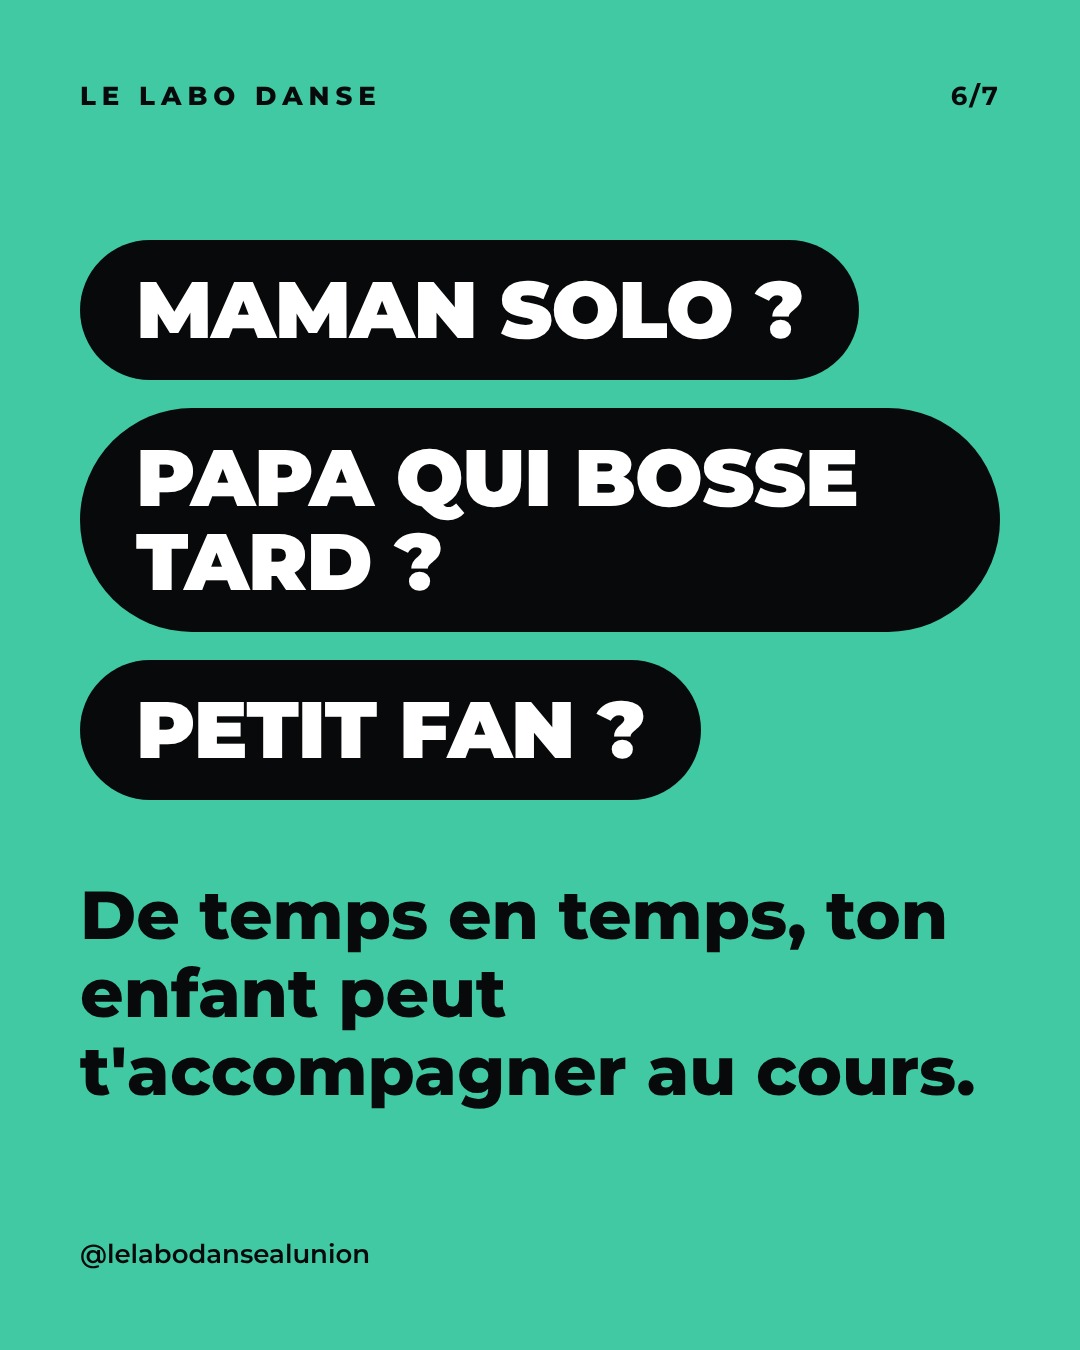 LE LABO DANSE
6/7
MAMAN SOLO ?
PAPA QUI BOSSE
TARD ?
PETIT FAN ?
De temps en temps, ton
enfant peut
t'accompagner au cours.
@lelabodansealunion